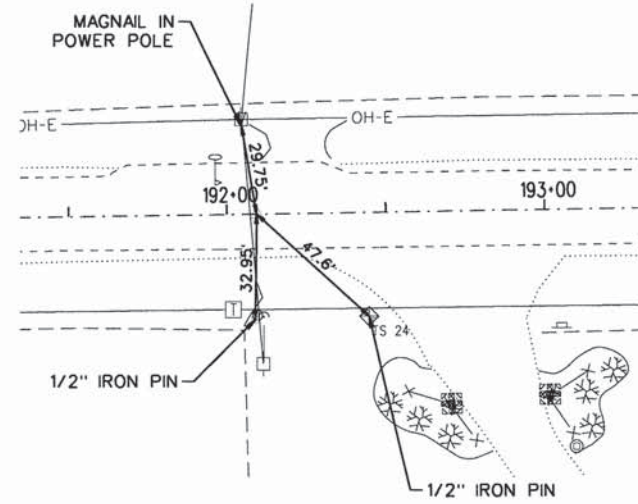 MAGNAIL IN
POWER POLE
OH-E
OH-E
29.75'
192+00
193+00
32.95'
47.6'
T
TS 24
1/2" IRON PIN
1/2" IRON PIN